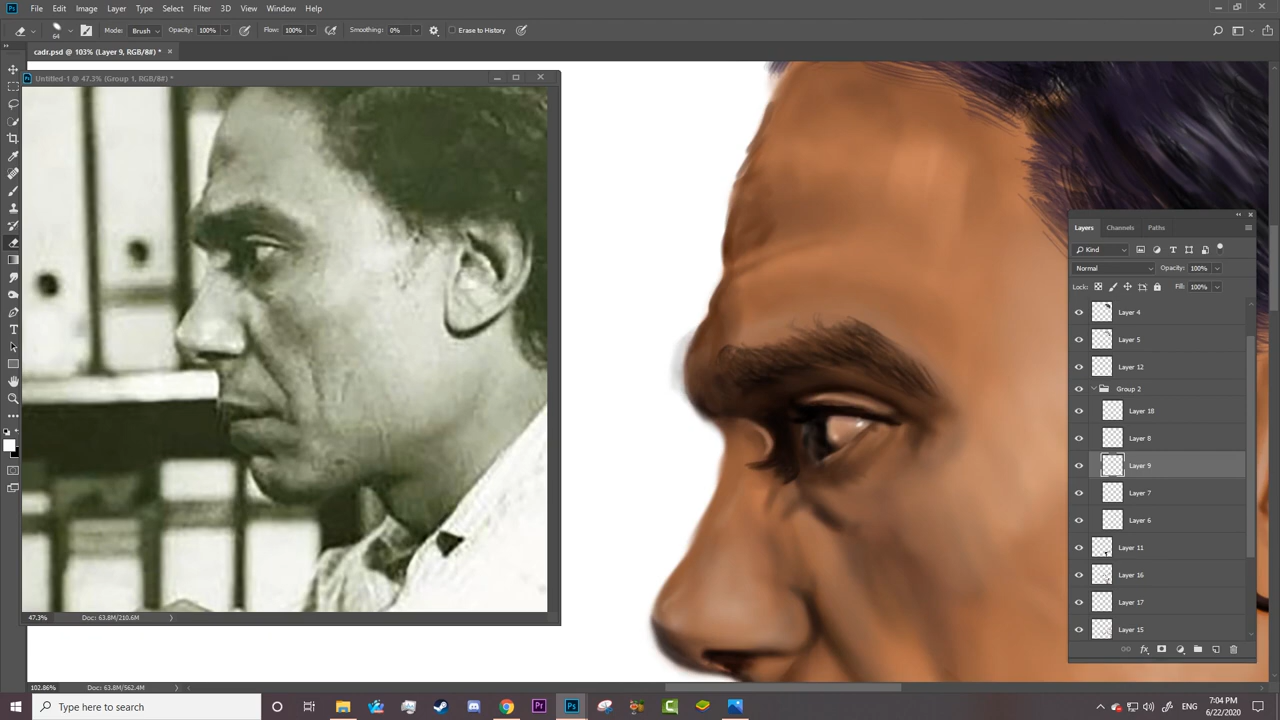 File Edit Image Layer Type Select Filter 3D View Window Help
64 Mode: Brush Opacity: 100% Flow: 100% Smoothing: 0% Erase to History
cadr.psd @ 103% (Layer 9, RGB/8#) *
Untitled-1 @ 47.3% (Group 1, RGB/8#) *
47.3% Doc: 63.8M/210.6M
Layers Channels Paths
Kind
Normal Opacity: 100%
Lock: Fill: 100%
Layer 4
Layer 5
Layer 12
Group 2
Layer 18
Layer 8
Layer 9
Layer 7
Layer 6
Layer 11
Layer 16
Layer 17
Layer 15
102.86% Doc: 63.8M/562.4M
Type here to search
ENG
7:04 PM
6/22/2020